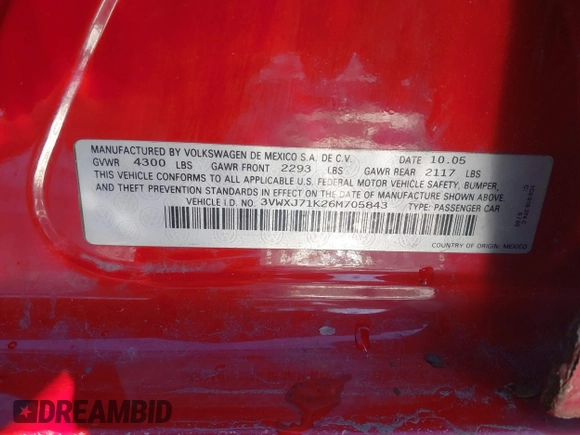 MANUFACTURED BY VOLKSWAGEN DE MEXICO S.A. DE C.V. DATE 10.05
GVWR 4300 LBS GAWR FRONT 2293 LBS GAWR REAR 2117 LBS
THIS VEHICLE CONFORMS TO ALL APPLICABLE U.S. FEDERAL MOTOR VEHICLE SAFETY, BUMPER,
AND THEFT PREVENTION STANDARDS IN EFFECT ON THE DATE OF MANUFACTURE SHOWN ABOVE.
VEHICLE I.D. NO. 3VWXJ71K26M705843 TYPE: PASSENGER CAR
COUNTRY OF ORIGIN: MEXICO
DREAMBID